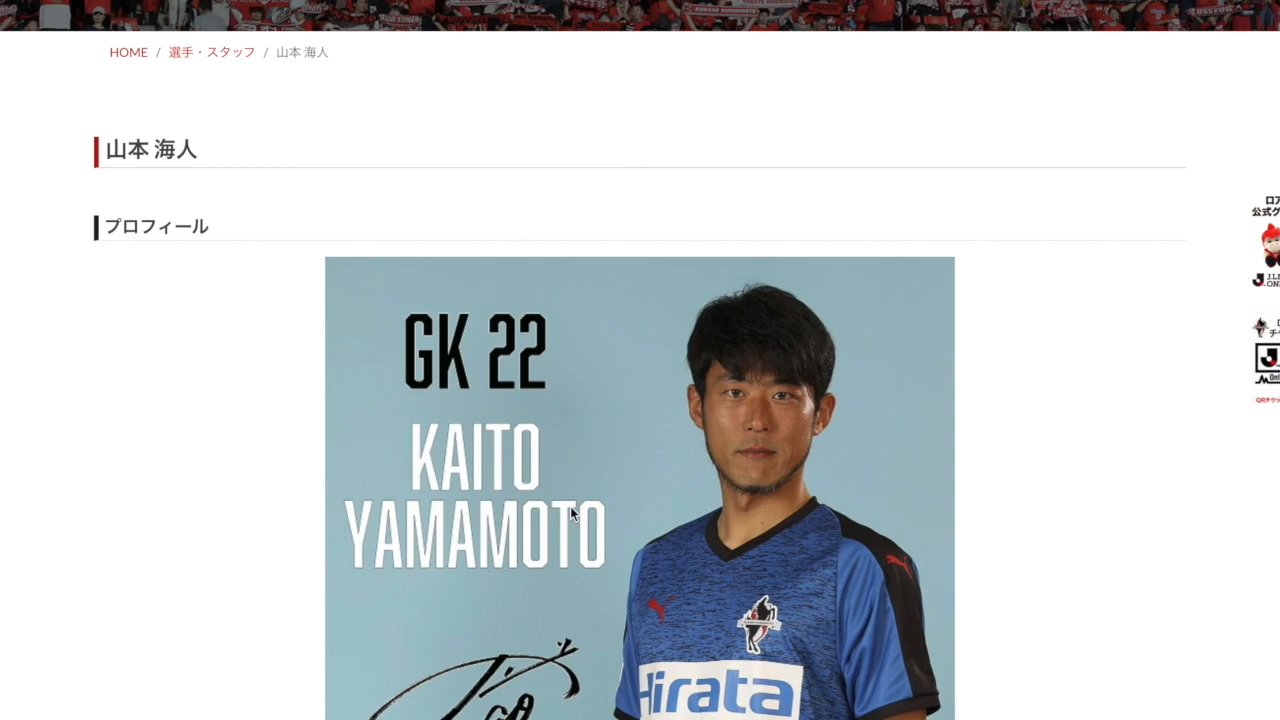 HOME / 選手・スタッフ / 山本 海人
山本 海人
プロフィール
GK 22
KAITO
YAMAMOTO
Hirata